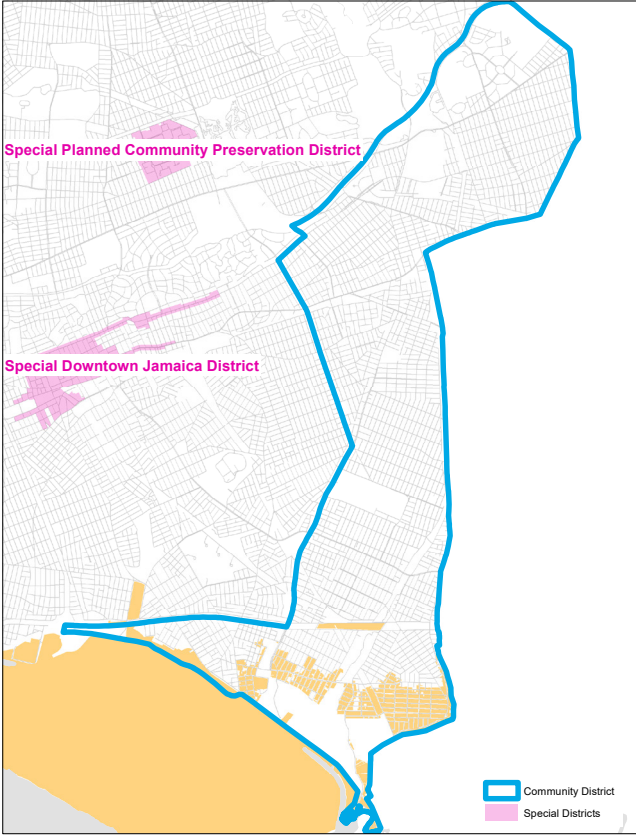 Special Planned Community Preservation District
Special Downtown Jamaica District
Community District
Special Districts